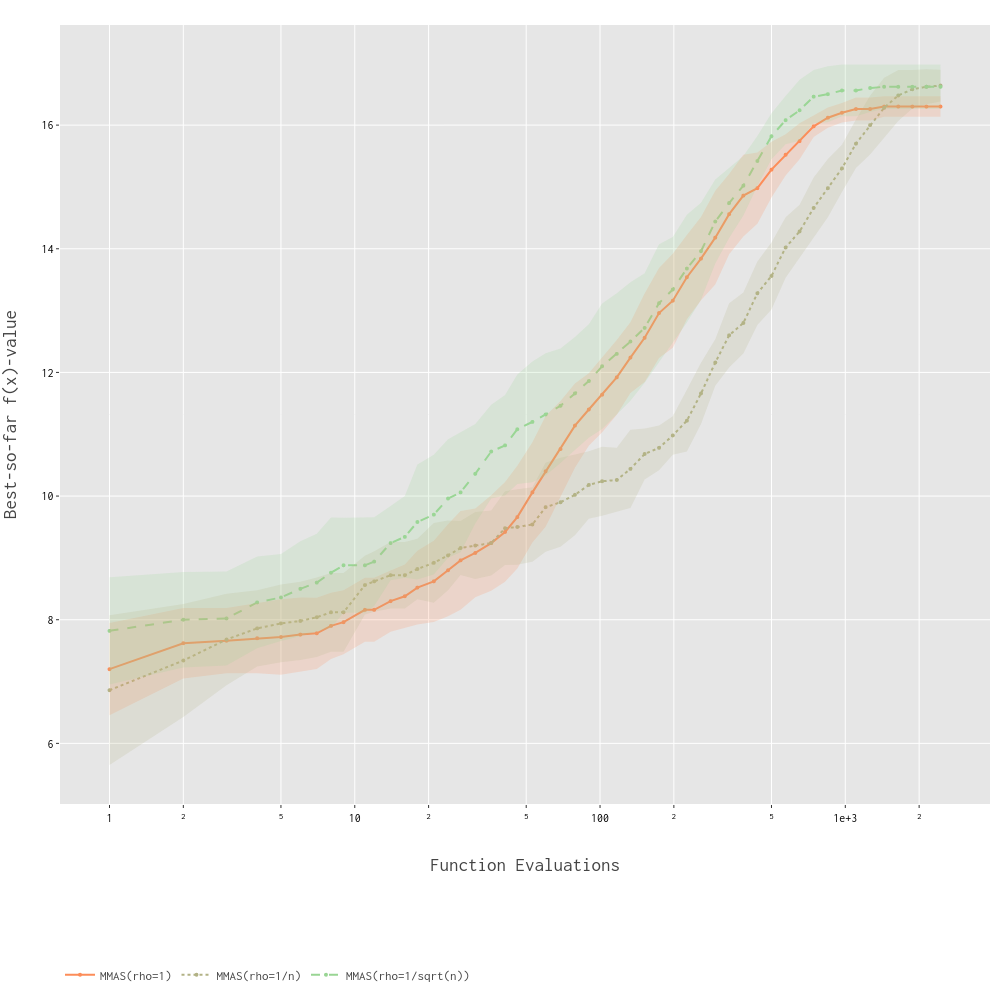 Best-so-far f(x)-value
16
14
12
10
8
6
1 2 5 10 2 5 100 2 5 1e+3 2
Function Evaluations
MMAS(rho=1) MMAS(rho=1/n) MMAS(rho=1/sqrt(n))